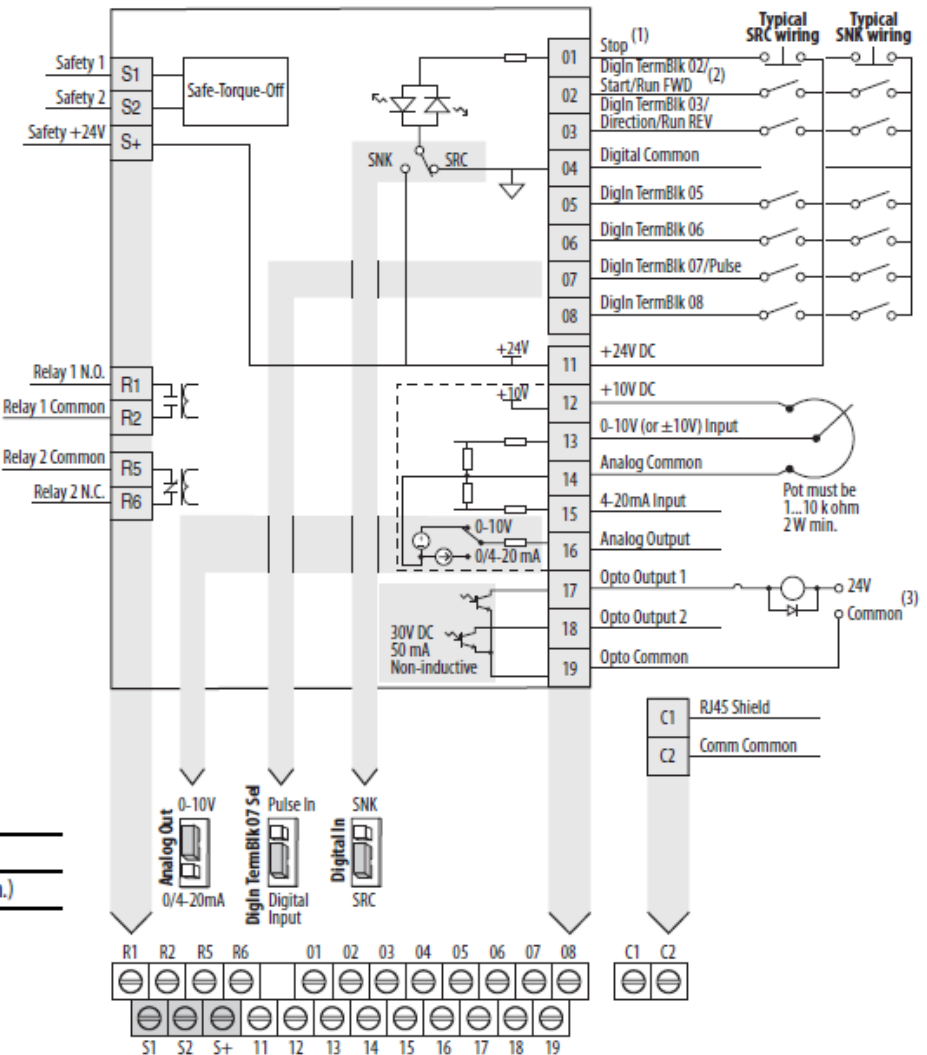 Typical SRC wiring
Typical SNK wiring
Safety 1 S1
Safety 2 S2
Safety +24V S+
Safe-Torque-Off
SNK SRC
01 Stop (1)
02 DigIn TermBlk 02/ Start/Run FWD (2)
03 DigIn TermBlk 03/ Direction/Run REV
04 Digital Common
05 DigIn TermBlk 05
06 DigIn TermBlk 06
07 DigIn TermBlk 07/Pulse
08 DigIn TermBlk 08
+24V 11 +24V DC
+10V 12 +10V DC
13 0-10V (or ±10V) Input
14 Analog Common
15 4-20mA Input
16 Analog Output
0-10V
0/4-20 mA
Pot must be
1...10 k ohm
2 W min.
Relay 1 N.O. R1
Relay 1 Common R2
Relay 2 Common R5
Relay 2 N.C. R6
17 Opto Output 1
18 Opto Output 2
19 Opto Common
24V
Common (3)
30V DC
50 mA
Non-inductive
C1 RJ45 Shield
C2 Comm Common
Analog Out
0-10V
0/4-20mA
DigIn TermBlk 07 Sel
Pulse In
Digital
Input
Digital In
SNK
SRC
.)
R1 R2 R5 R6 01 02 03 04 05 06 07 08 C1 C2
S1 S2 S+ 11 12 13 14 15 16 17 18 19